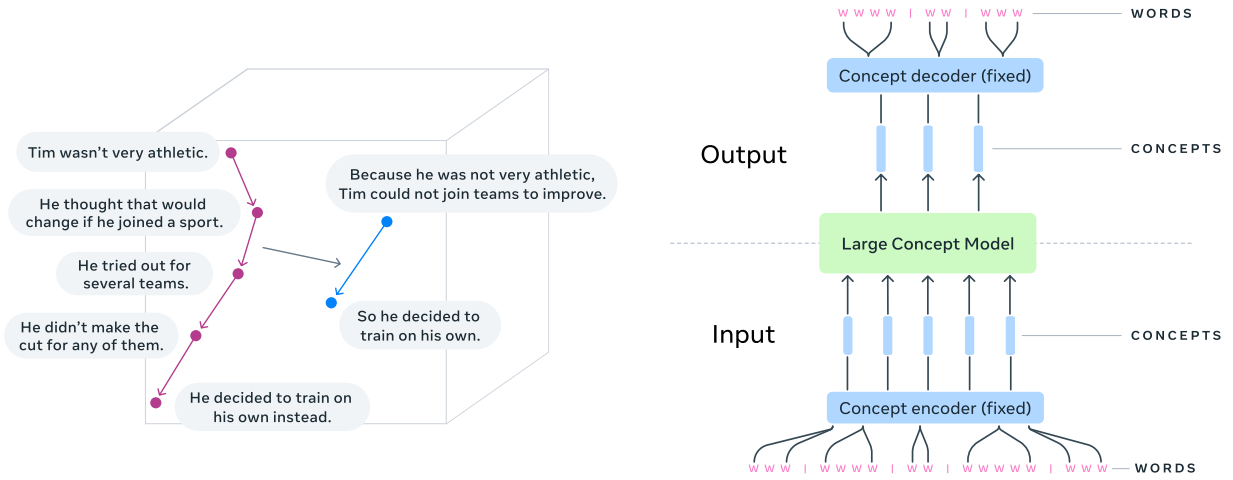 Tim wasn’t very athletic.
He thought that would
change if he joined a sport.
He tried out for
several teams.
He didn’t make the
cut for any of them.
He decided to train on
his own instead.
Because he was not very athletic,
Tim could not join teams to improve.
So he decided to
train on his own.
W W W W | W W | W W W
WORDS
Concept decoder (fixed)
Output
CONCEPTS
Large Concept Model
Input
CONCEPTS
Concept encoder (fixed)
W W W | W W W W | W W | W W W W W | W W W
WORDS